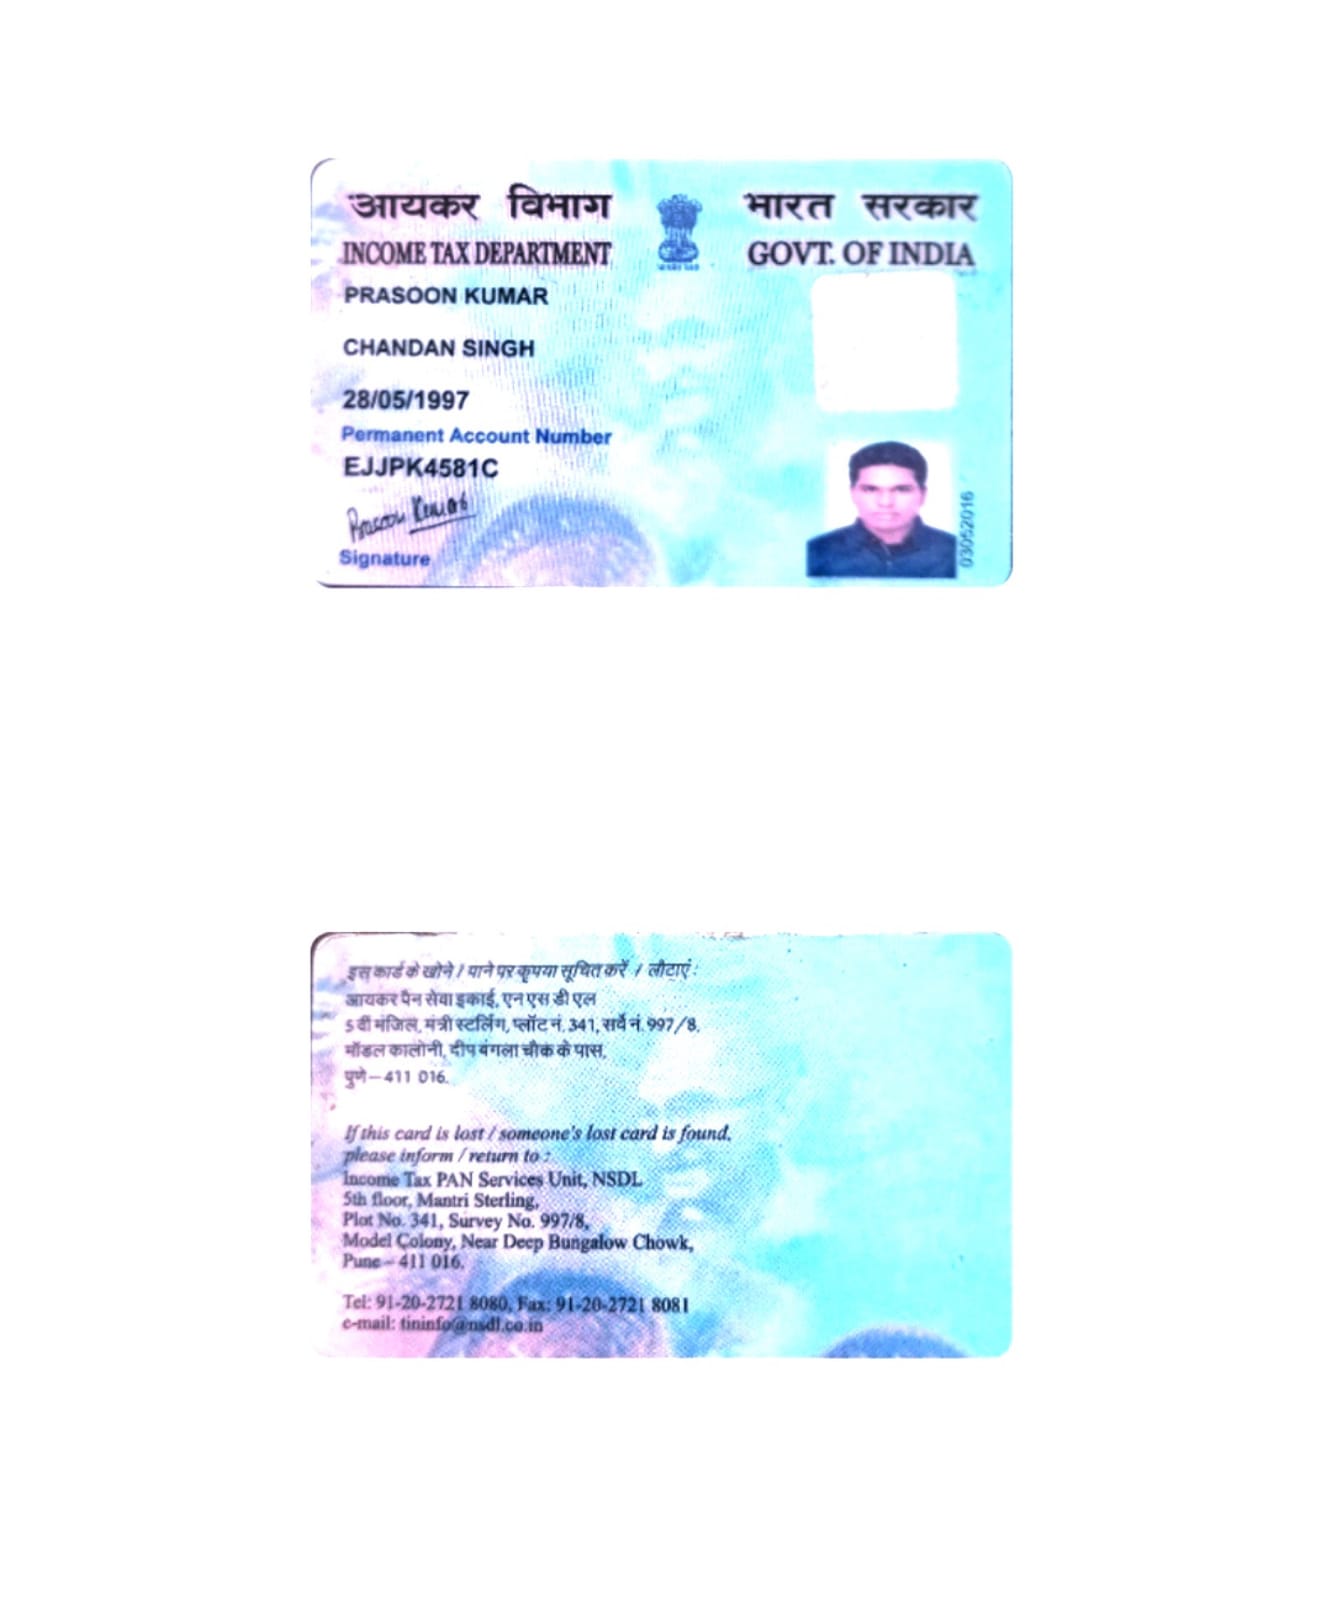 आयकर विभाग
INCOME TAX DEPARTMENT
भारत सरकार
GOVT. OF INDIA
PRASOON KUMAR
CHANDAN SINGH
28/05/1997
Permanent Account Number
EJJPK4581C
Prasoon Kumar
Signature
03052016
इस कार्ड के खोने / पाने पर कृपया सूचित करें / लौटाएं :
आयकर पैन सेवा इकाई, एन एस डी एल
5 वीं मंजिल, मंत्री स्टर्लिंग, प्लॉट नं. 341, सर्वे नं. 997/8,
मॉडल कालोनी, दीप बंगला चौक के पास,
पुणे – 411 016.
If this card is lost / someone's lost card is found,
please inform / return to :
Income Tax PAN Services Unit, NSDL
5th floor, Mantri Sterling,
Plot No. 341, Survey No. 997/8,
Model Colony, Near Deep Bungalow Chowk,
Pune – 411 016.
Tel: 91-20-2721 8080, Fax: 91-20-2721 8081
e-mail: tininfo@nsdl.co.in